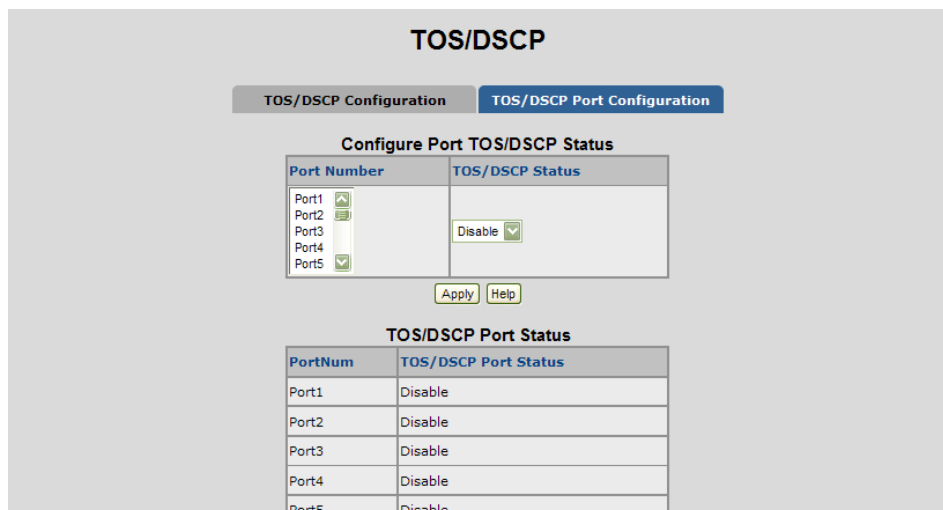 TOS/DSCP
TOS/DSCP Configuration TOS/DSCP Port Configuration
Configure Port TOS/DSCP Status
Port Number TOS/DSCP Status
Port1
Port2
Port3
Port4
Port5
Disable
Apply Help
TOS/DSCP Port Status
PortNum TOS/DSCP Port Status
Port1 Disable
Port2 Disable
Port3 Disable
Port4 Disable
Port5 Disable